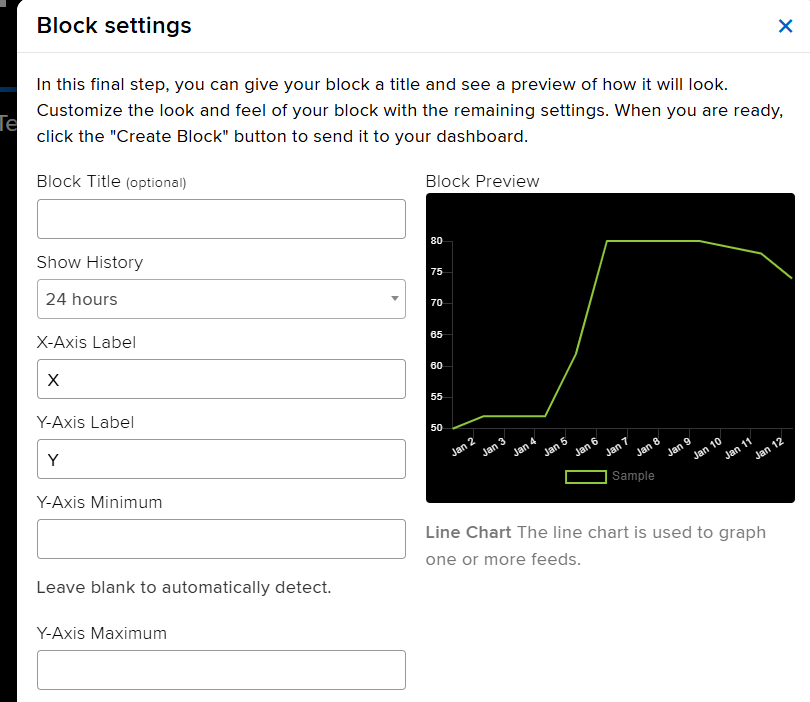 Block settings
In this final step, you can give your block a title and see a preview of how it will look.
Customize the look and feel of your block with the remaining settings. When you are ready,
click the "Create Block" button to send it to your dashboard.
Te
Block Title (optional)
Show History
24 hours
X-Axis Label
X
Y-Axis Label
Y
Y-Axis Minimum
Leave blank to automatically detect.
Y-Axis Maximum
Block Preview
80
75
70
65
60
55
50
Jan 2 Jan 3 Jan 4 Jan 5 Jan 6 Jan 7 Jan 8 Jan 9 Jan 10 Jan 11 Jan 12
Sample
Line Chart The line chart is used to graph
one or more feeds.